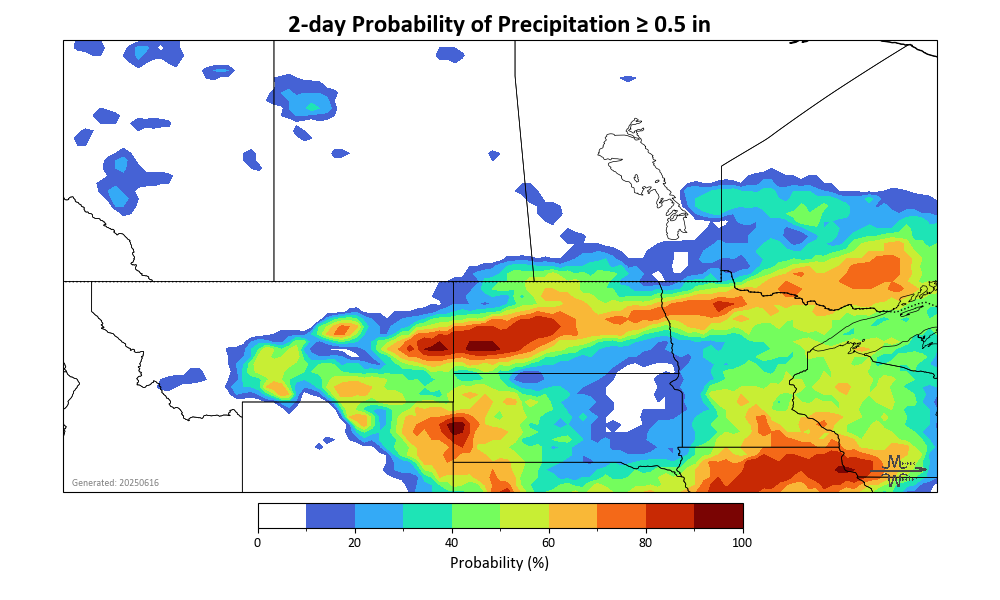 2-day Probability of Precipitation ≥ 0.5 in
Generated: 20250616
0 20 40 60 80 100
Probability (%)